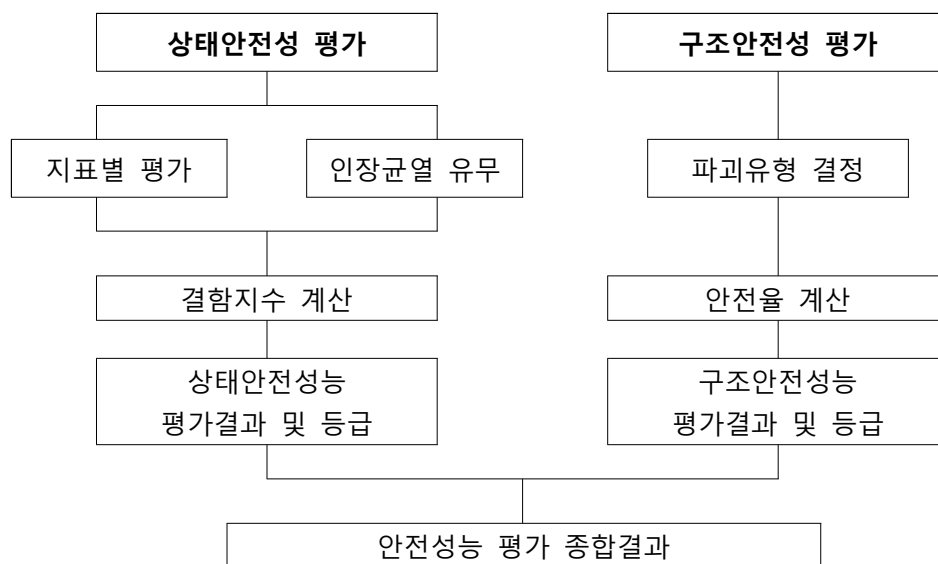 상태안전성 평가
구조안전성 평가
지표별 평가
인장균열 유무
파괴유형 결정
결함지수 계산
안전율 계산
상태안전성능
평가결과 및 등급
구조안전성능
평가결과 및 등급
안전성능 평가 종합결과